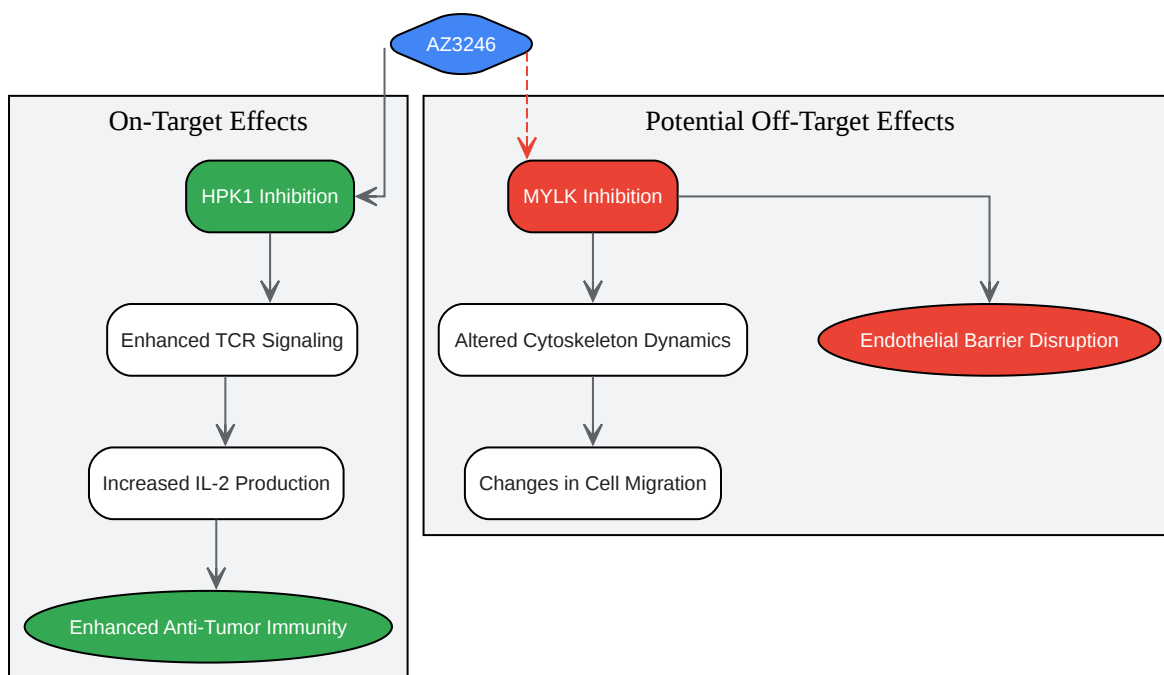 AZ3246
On-Target Effects
HPK1 Inhibition
Enhanced TCR Signaling
Increased IL-2 Production
Enhanced Anti-Tumor Immunity
Potential Off-Target Effects
MYLK Inhibition
Altered Cytoskeleton Dynamics
Endothelial Barrier Disruption
Changes in Cell Migration